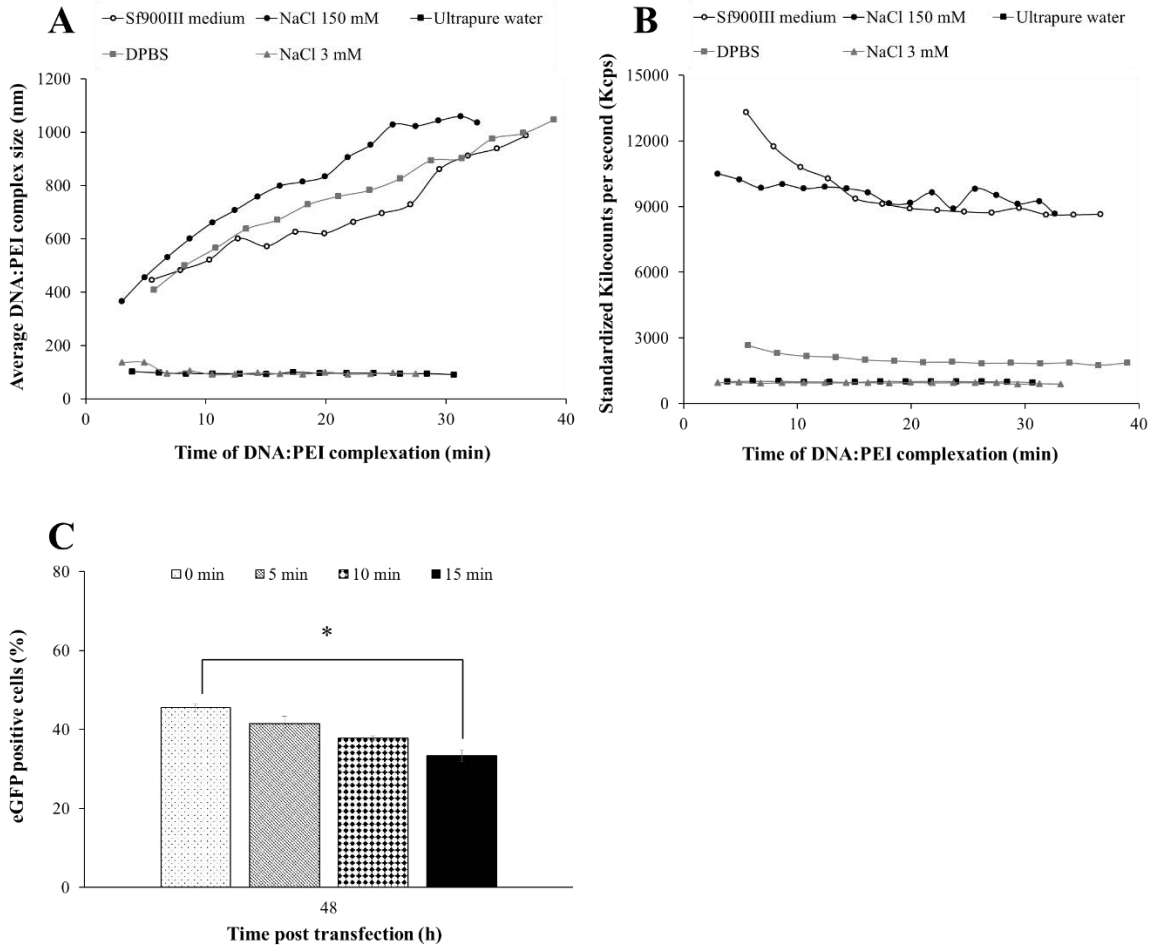 A
Sf900III medium NaCl 150 mM Ultrapure water
DPBS NaCl 3 mM
Average DNA:PEI complex size (nm)
1200
1000
800
600
400
200
0
0 10 20 30 40
Time of DNA:PEI complexation (min)
B
Sf900III medium NaCl 150 mM Ultrapure water
DPBS NaCl 3 mM
Standardized Kilocounts per second (Kcps)
15000
12000
9000
6000
3000
0
0 10 20 30 40
Time of DNA:PEI complexation (min)
C
0 min 5 min 10 min 15 min
eGFP positive cells (%)
80
60
40
20
0
*
48
Time post transfection (h)